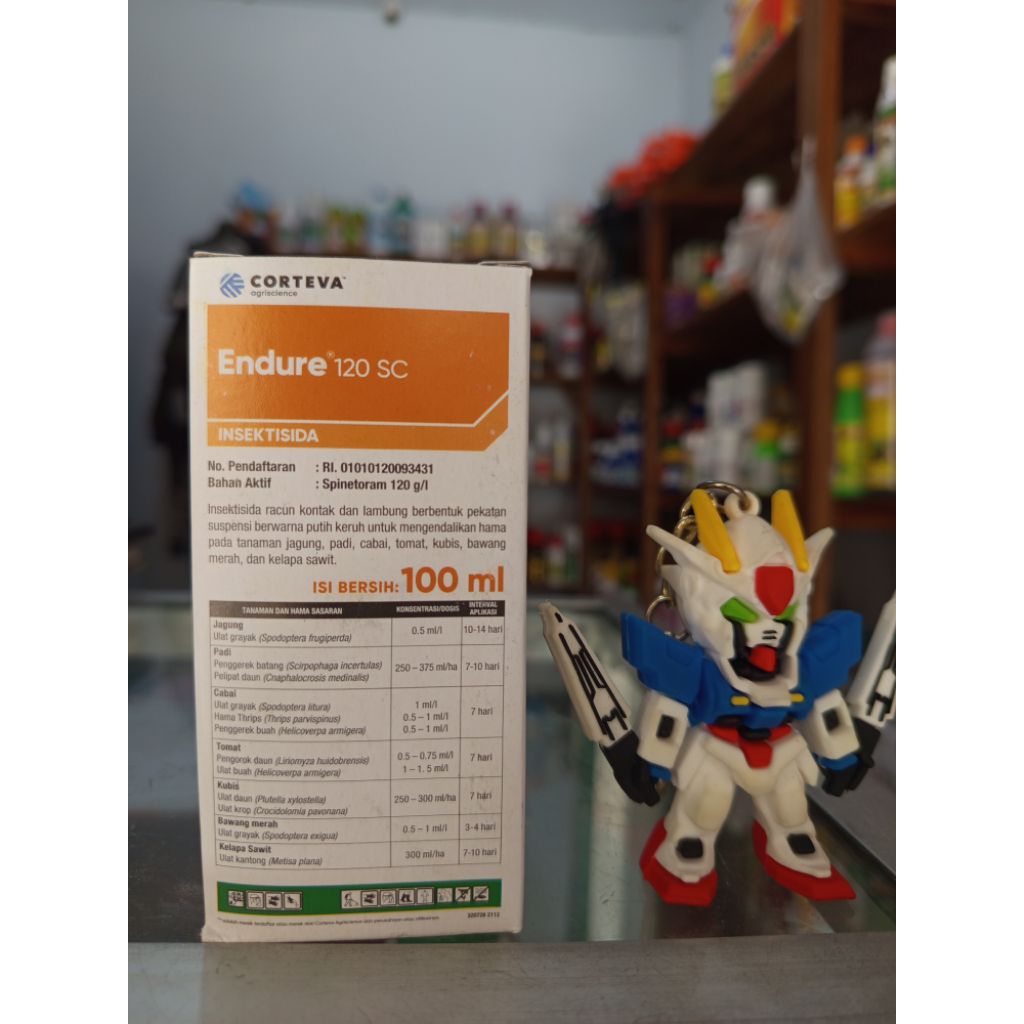 CORTEVA™
agriscience
Endure® 120 SC
INSEKTISIDA
No. Pendaftaran : RI. 01010120093431
Bahan Aktif : Spinetoram 120 g/l
Insektisida racun kontak dan lambung berbentuk pekatan
suspensi berwarna putih keruh untuk mengendalikan hama
pada tanaman jagung, padi, cabai, tomat, kubis, bawang
merah, dan kelapa sawit.
ISI BERSIH: 100 ml
TANAMAN DAN HAMA SASARAN KONSENTRASI/DOSIS INTERVAL APLIKASI
Jagung
Ulat grayak (Spodoptera frugiperda) 0.5 ml/l 10-14 hari
Padi
Penggerek batang (Scirpophaga incertulas) 250 – 375 ml/ha 7-10 hari
Pelipat daun (Cnaphalocrosis medinalis)
Cabai
Ulat grayak (Spodoptera litura) 1 ml/l
Hama Thrips (Thrips parvispinus) 0.5 – 1 ml/l 7 hari
Penggerek buah (Helicoverpa armigera) 0.5 – 1 ml/l
Tomat
Pengorok daun (Liriomyza huidobrensis) 0.5 – 0.75 ml/l 7 hari
Ulat buah (Helicoverpa armigera) 1 – 1. 5 ml/l
Kubis
Ulat daun (Plutella xylostella) 250 – 300 ml/ha 7 hari
Ulat krop (Crocidolomia pavonana)
Bawang merah
Ulat grayak (Spodoptera exigua) 0.5 – 1 ml/l 3-4 hari
Kelapa Sawit
Ulat kantong (Metisa plana) 300 ml/ha 7-10 hari